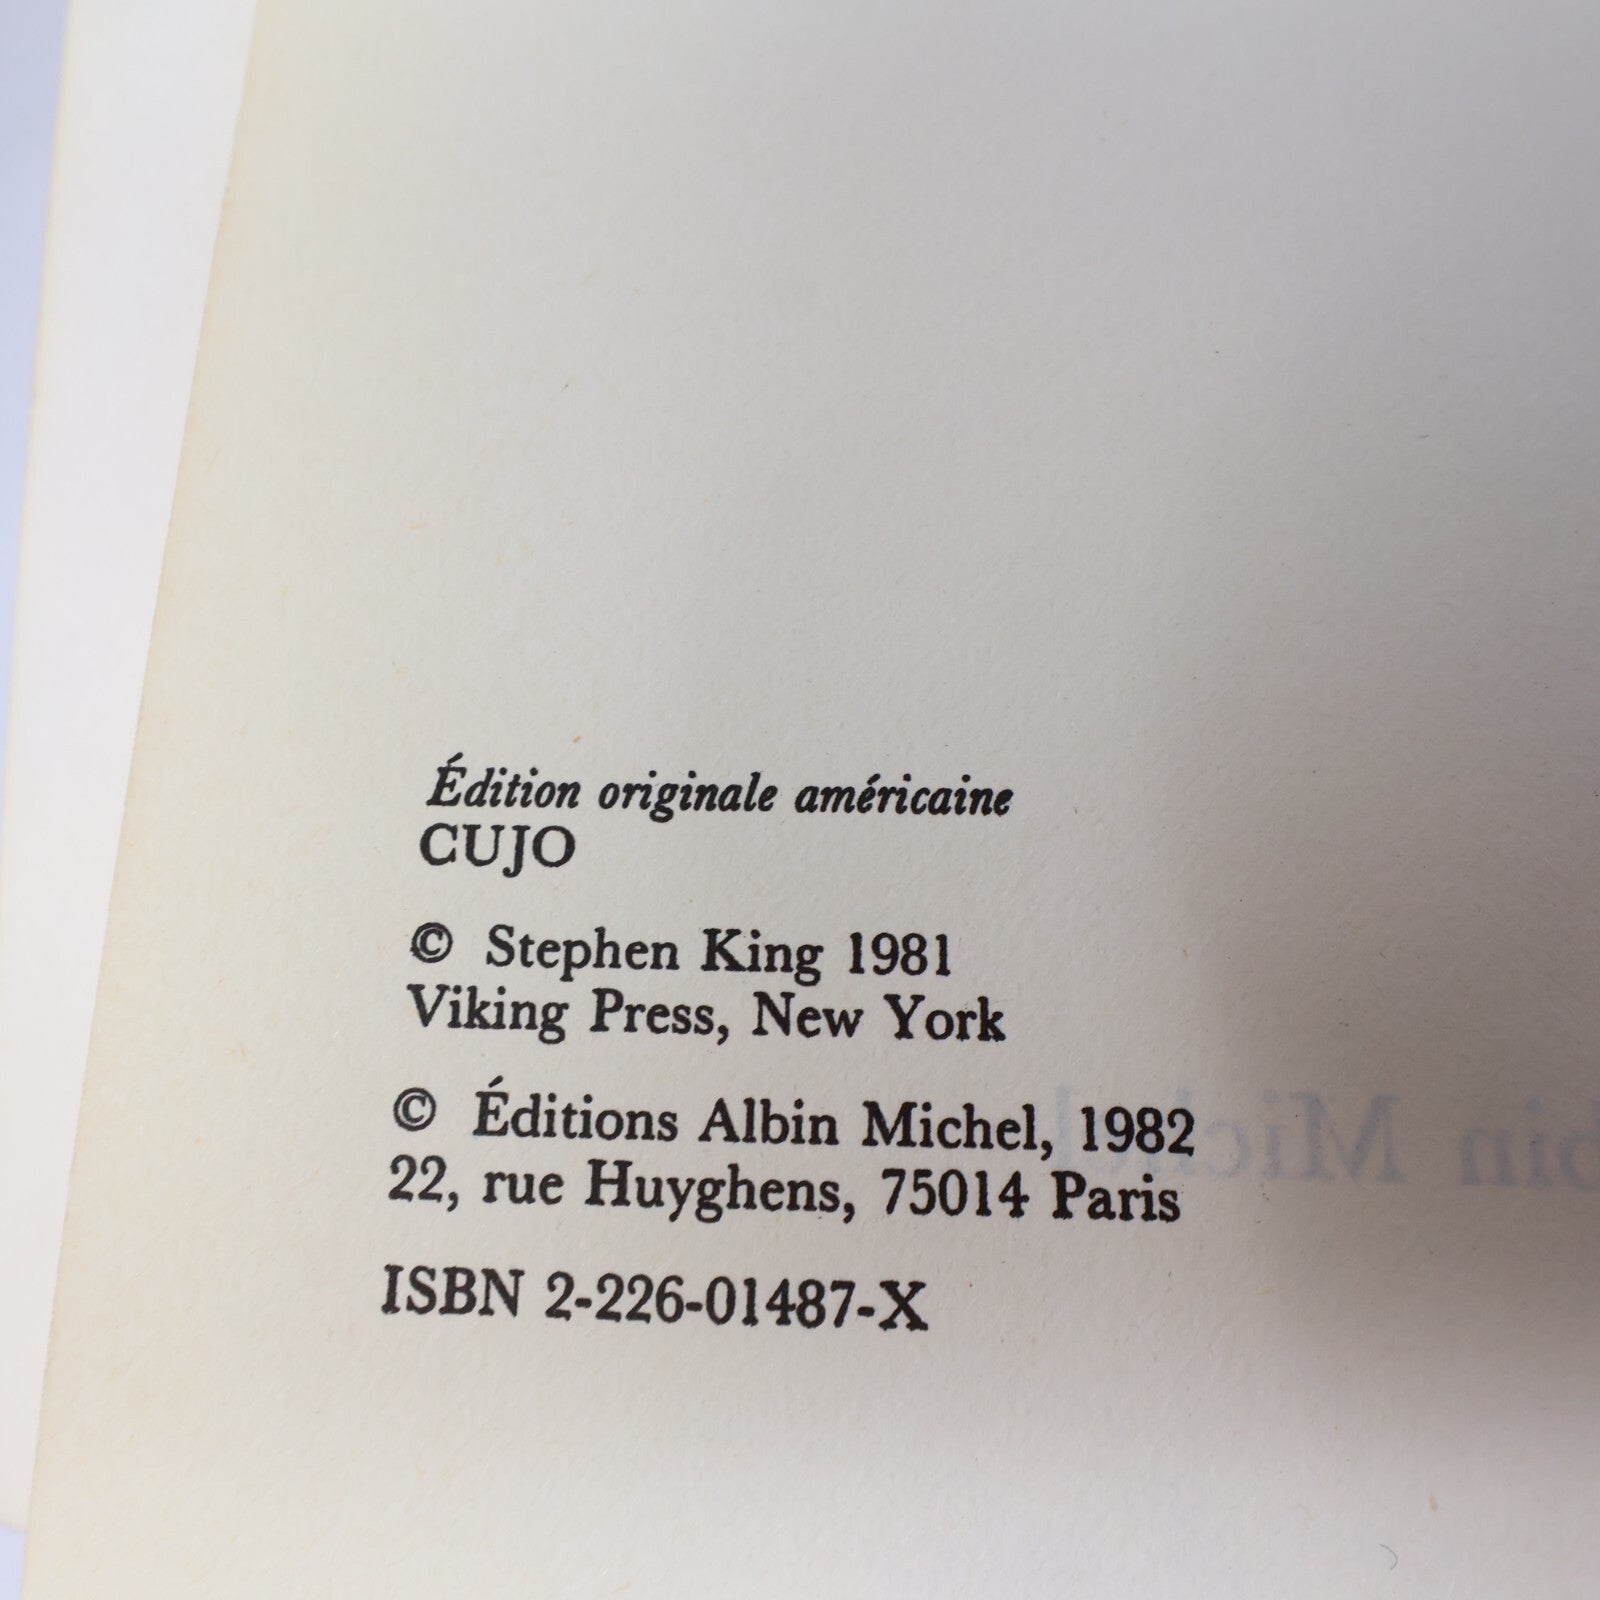 Édition originale américaine
CUJO
© Stephen King 1981
Viking Press, New York
© Éditions Albin Michel, 1982
22, rue Huyghens, 75014 Paris
ISBN 2-226-01487-X